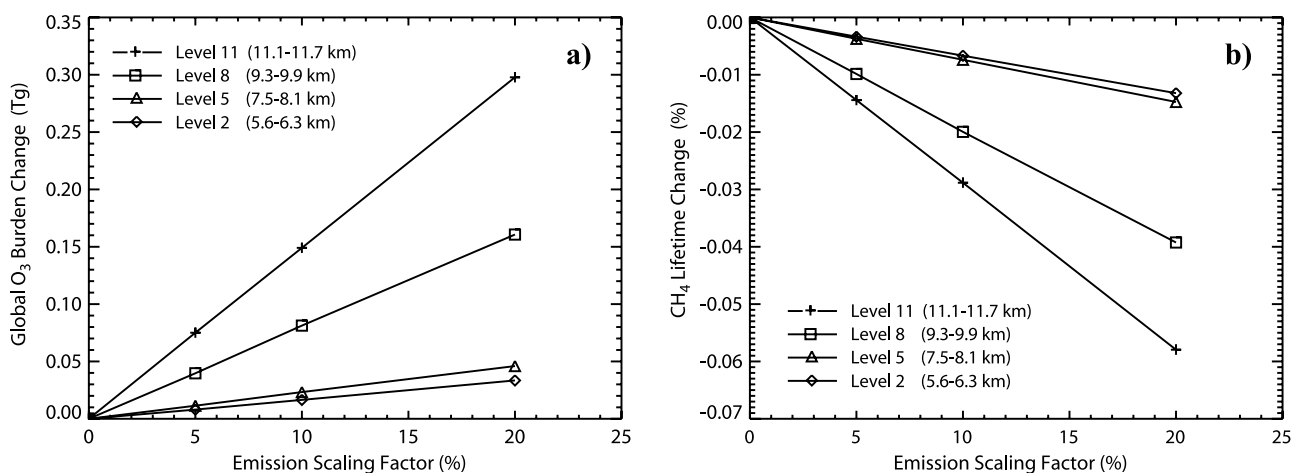 a)
Global O3 Burden Change (Tg)
0.35
0.30
0.25
0.20
0.15
0.10
0.05
0.00
Level 11 (11.1-11.7 km)
Level 8 (9.3-9.9 km)
Level 5 (7.5-8.1 km)
Level 2 (5.6-6.3 km)
0 5 10 15 20 25
Emission Scaling Factor (%)
b)
CH4 Lifetime Change (%)
0.00
-0.01
-0.02
-0.03
-0.04
-0.05
-0.06
-0.07
Level 11 (11.1-11.7 km)
Level 8 (9.3-9.9 km)
Level 5 (7.5-8.1 km)
Level 2 (5.6-6.3 km)
0 5 10 15 20 25
Emission Scaling Factor (%)